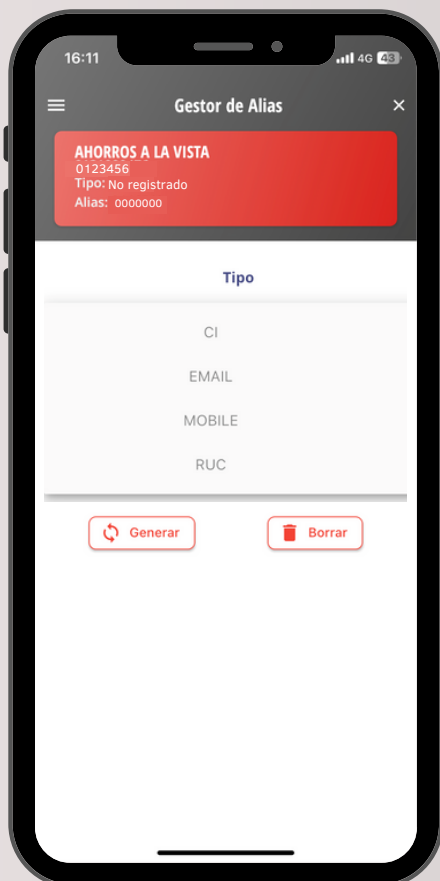 16:11 4G 43
Gestor de Alias
AHORROS A LA VISTA
0123456
Tipo: No registrado
Alias: 0000000
Tipo
CI
EMAIL
MOBILE
RUC
Generar Borrar